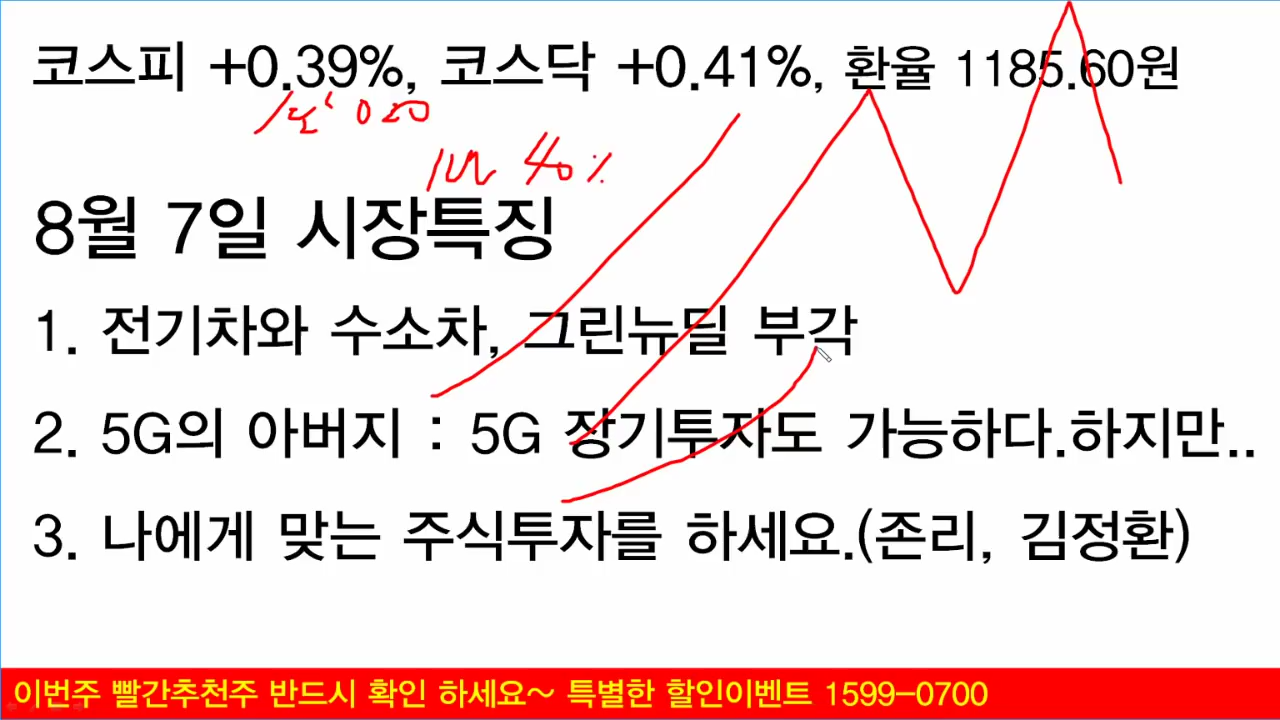 코스피 +0.39%, 코스닥 +0.41%, 환율 1185.60원
40%
8월 7일 시장특징
1. 전기차와 수소차, 그린뉴딜 부각
2. 5G의 아버지 : 5G 장기투자도 가능하다.하지만..
3. 나에게 맞는 주식투자를 하세요.(존리, 김정환)
이번주 빨간추천주 반드시 확인 하세요~ 특별한 할인이벤트 1599-0700